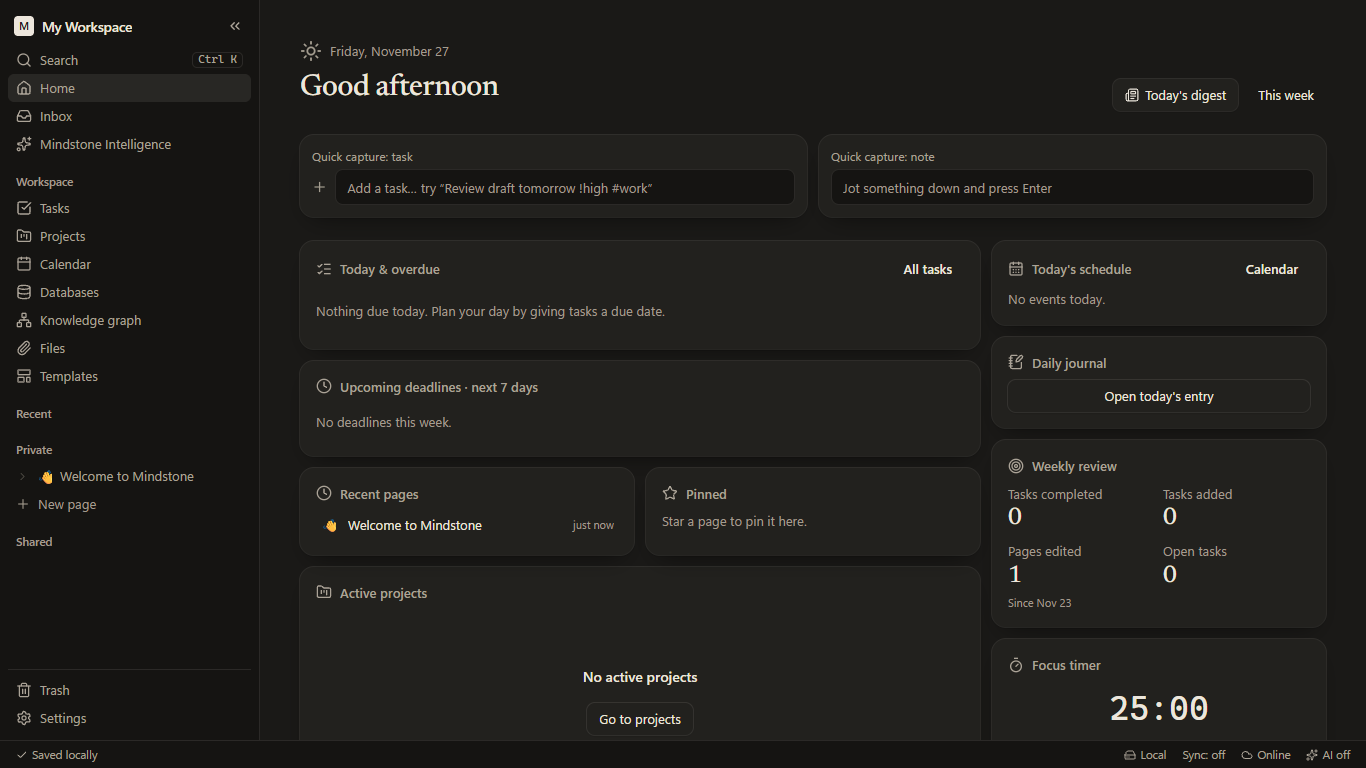 M My Workspace
Search Ctrl K
Home
Inbox
Mindstone Intelligence
Workspace
Tasks
Projects
Calendar
Databases
Knowledge graph
Files
Templates
Recent
Private
Welcome to Mindstone
New page
Shared
Trash
Settings
Friday, November 27
Good afternoon
Today's digest
This week
Quick capture: task
Add a task... try “Review draft tomorrow !high #work”
Quick capture: note
Jot something down and press Enter
Today & overdue
All tasks
Nothing due today. Plan your day by giving tasks a due date.
Upcoming deadlines · next 7 days
No deadlines this week.
Recent pages
Welcome to Mindstone just now
Pinned
Star a page to pin it here.
Active projects
No active projects
Go to projects
Today's schedule
Calendar
No events today.
Daily journal
Open today's entry
Weekly review
Tasks completed Tasks added
0 0
Pages edited Open tasks
1 0
Since Nov 23
Focus timer
25:00
Saved locally
Local Sync: off Online AI off